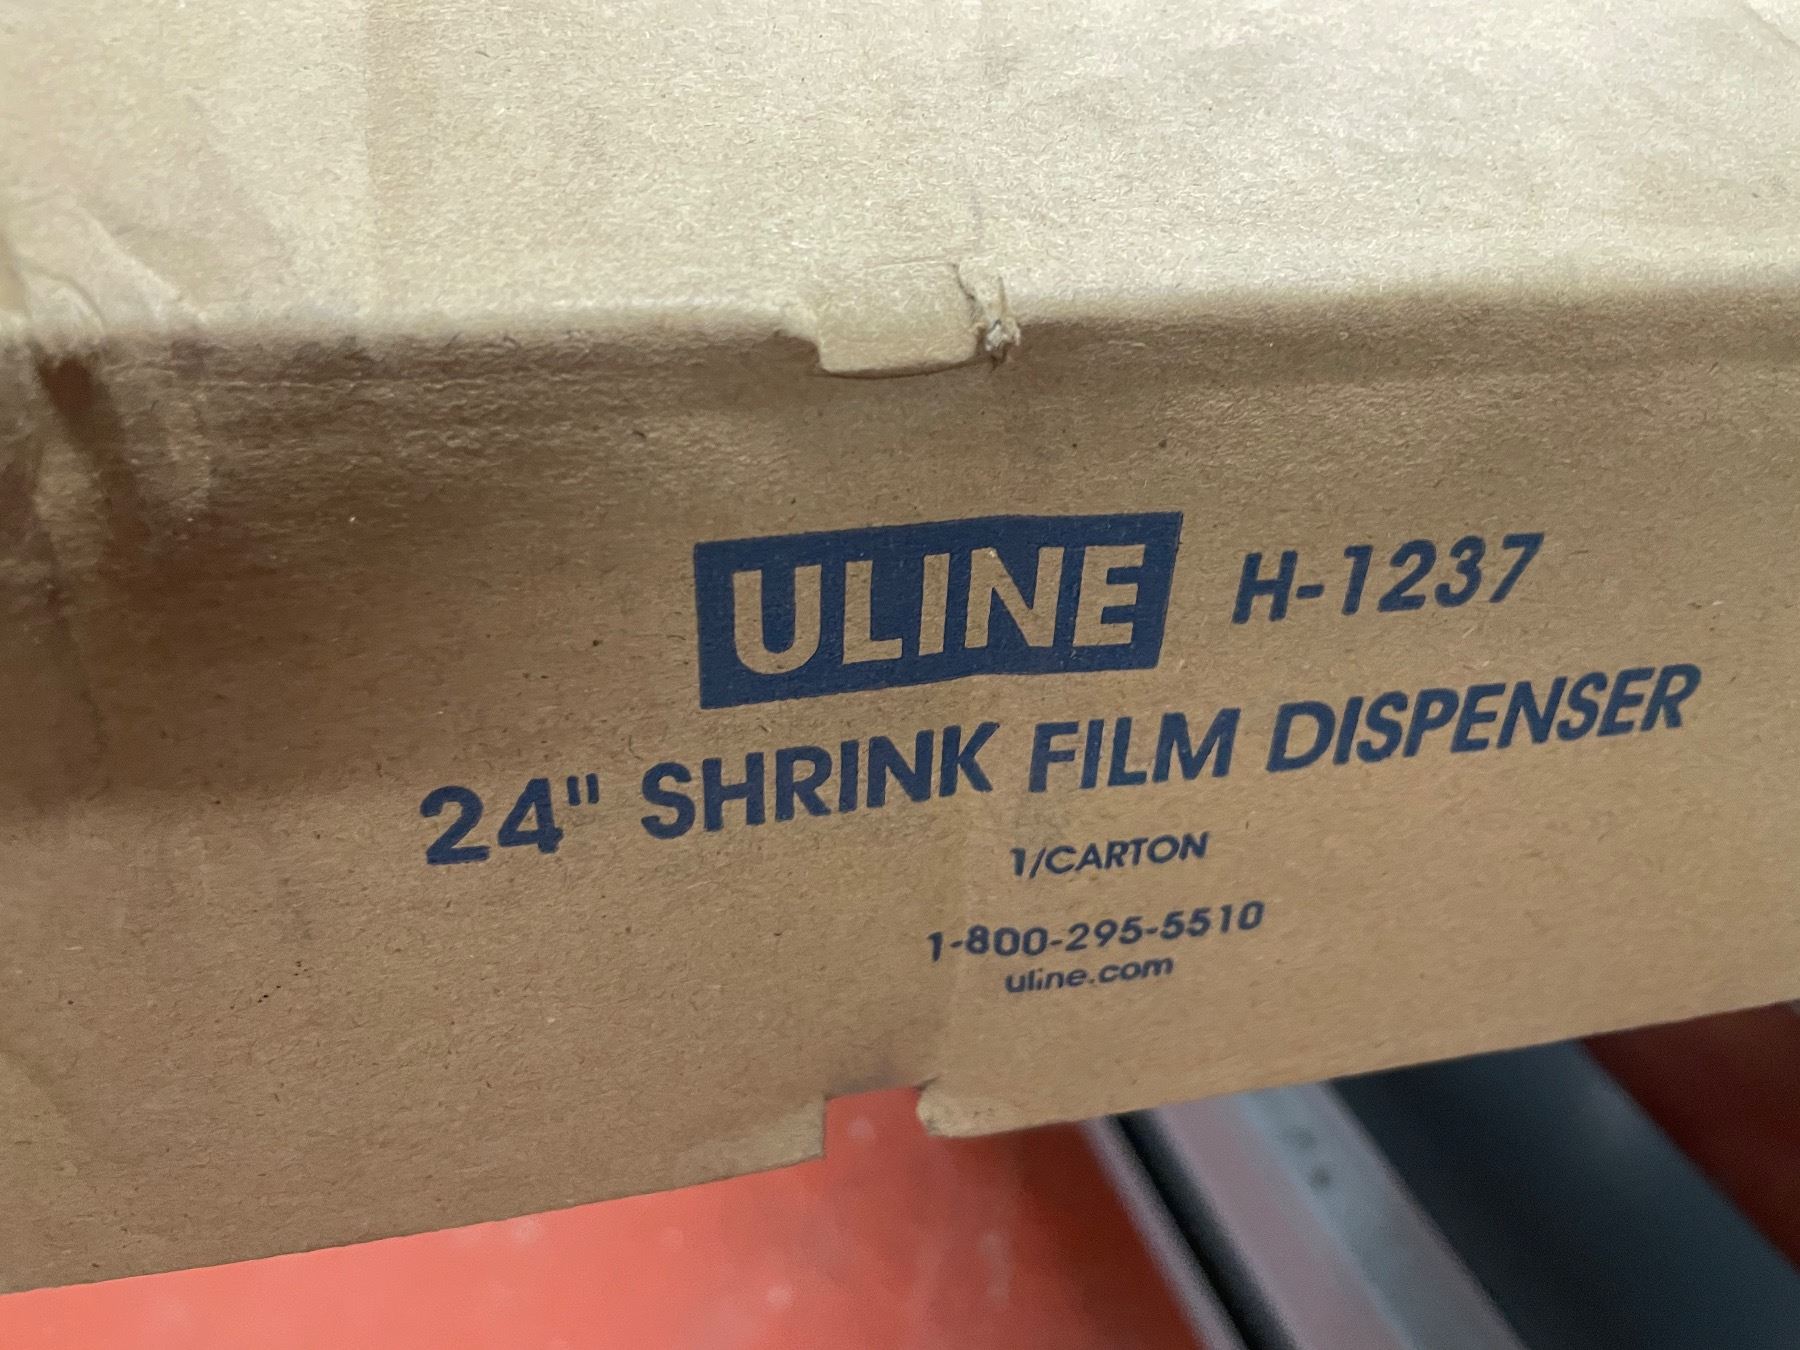 ULINE H-1237
24" SHRINK FILM DISPENSER
1/CARTON
1-800-295-5510
uline.com